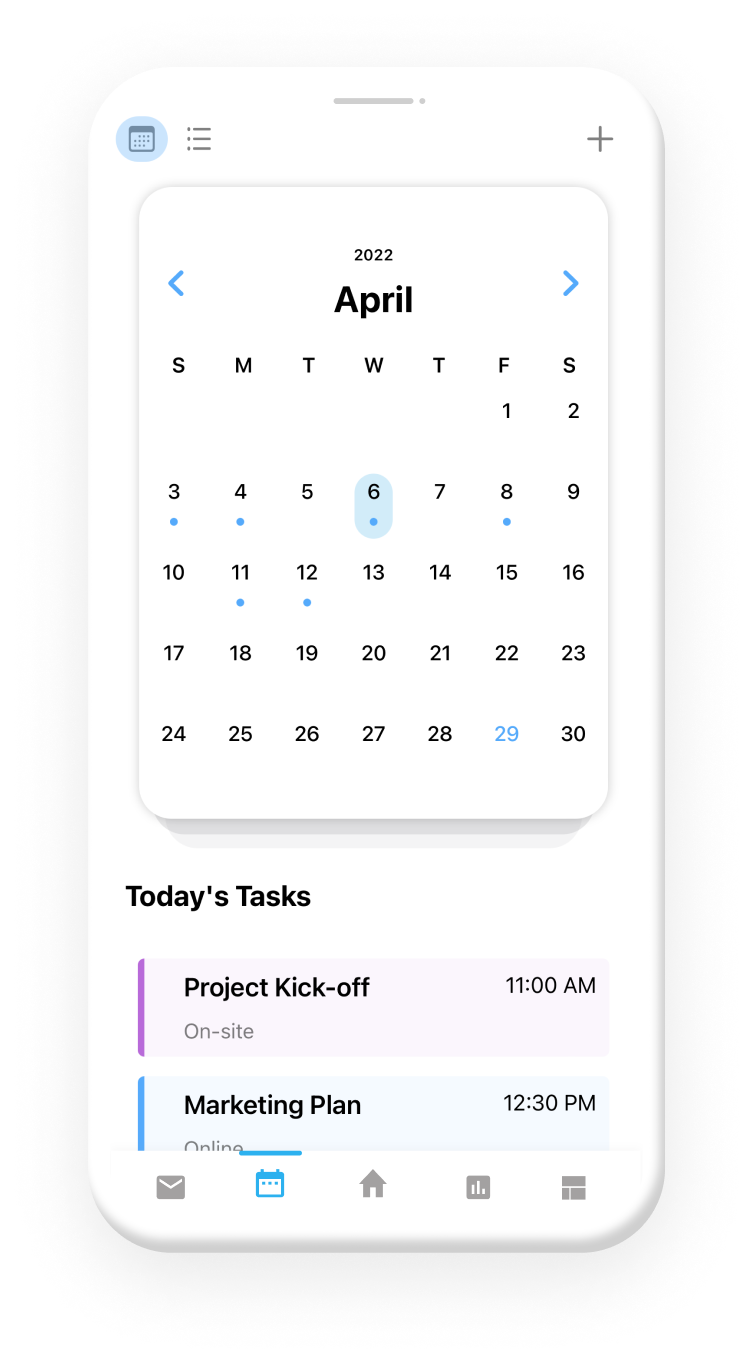 2022
April
S M T W T F S
1 2
3 4 5 6 7 8 9
10 11 12 13 14 15 16
17 18 19 20 21 22 23
24 25 26 27 28 29 30
Today's Tasks
Project Kick-off 11:00 AM
On-site
Marketing Plan 12:30 PM
Online